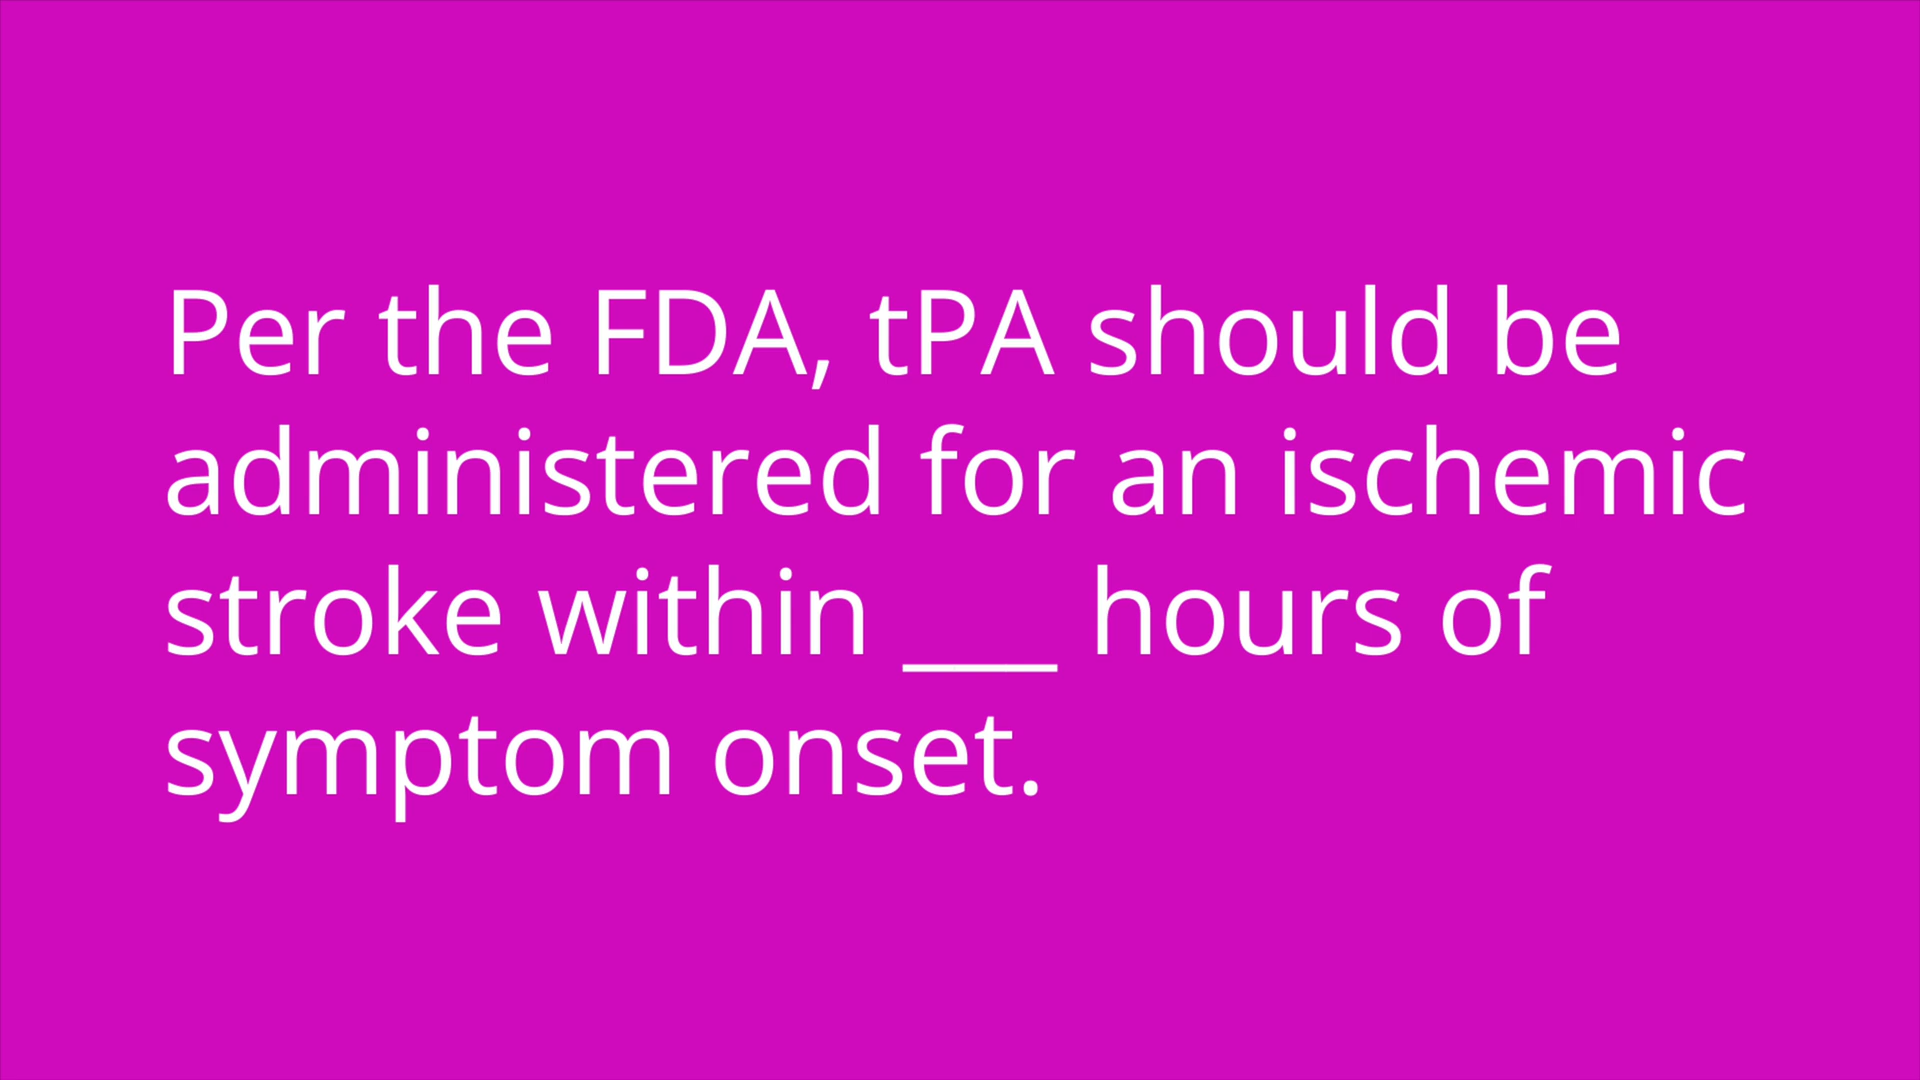 Per the FDA, tPA should be
administered for an ischemic
stroke within ___ hours of
symptom onset.